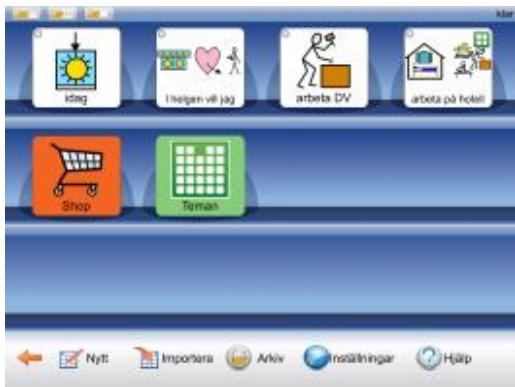 klar
idag
I helgen vill jag
arbeta DV
arbeta på hotell
Shop
Teman
Nytt
Importera
Arkiv
Inställningar
Hjälp